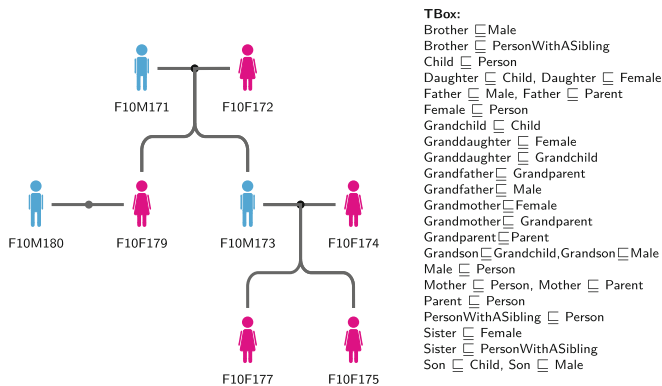 F10M171 F10F172
F10M180 F10F179 F10M173 F10F174
F10F177 F10F175
TBox:
Brother ⊑Male
Brother ⊑ PersonWithASibling
Child ⊑ Person
Daughter ⊑ Child, Daughter ⊑ Female
Father ⊑ Male, Father ⊑ Parent
Female ⊑ Person
Grandchild ⊑ Child
Granddaughter ⊑ Female
Granddaughter ⊑ Grandchild
Grandfather⊑ Grandparent
Grandfather⊑ Male
Grandmother⊑Female
Grandmother⊑ Grandparent
Grandparent⊑Parent
Grandson⊑Grandchild,Grandson⊑Male
Male ⊑ Person
Mother ⊑ Person, Mother ⊑ Parent
Parent ⊑ Person
PersonWithASibling ⊑ Person
Sister ⊑ Female
Sister ⊑ PersonWithASibling
Son ⊑ Child, Son ⊑ Male